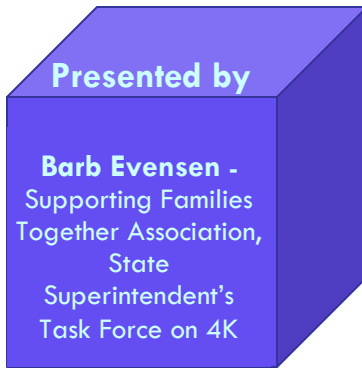 Presented by
Barb Evensen -
Supporting Families
Together Association,
State
Superintendent's
Task Force on 4K